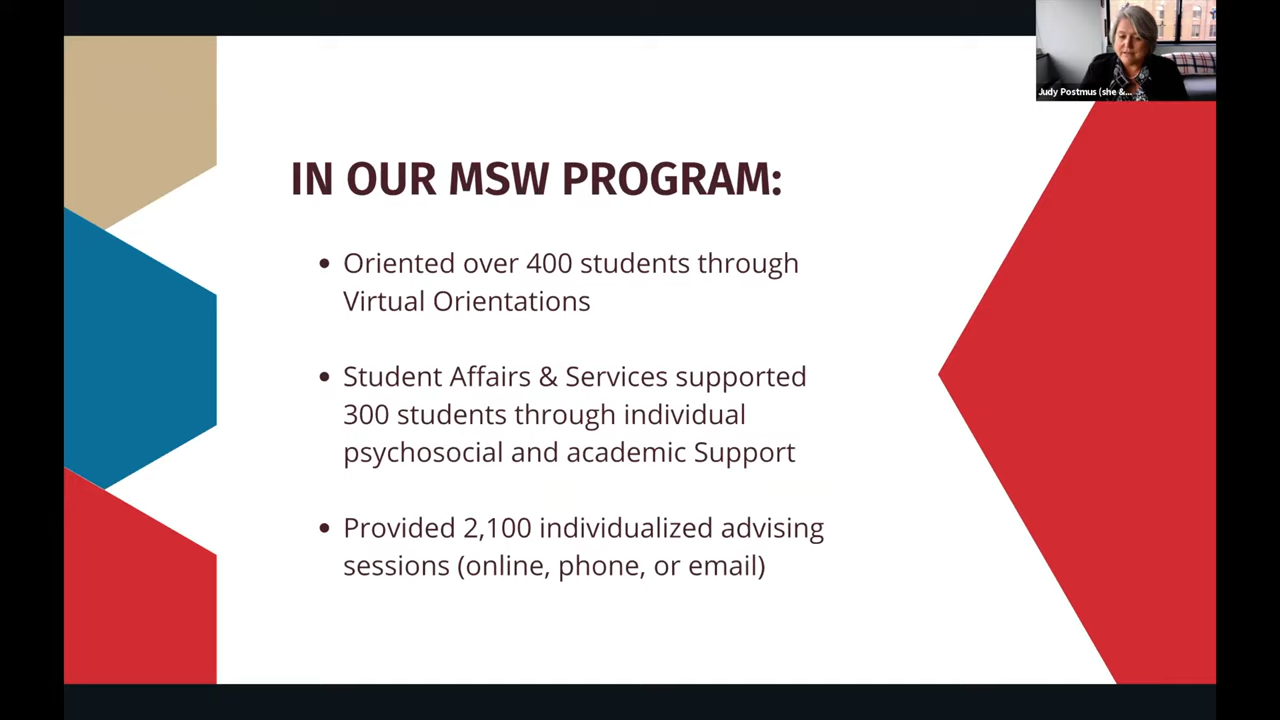 Judy Postmus (she &...
IN OUR MSW PROGRAM:
• Oriented over 400 students through
Virtual Orientations
• Student Affairs & Services supported
300 students through individual
psychosocial and academic Support
• Provided 2,100 individualized advising
sessions (online, phone, or email)